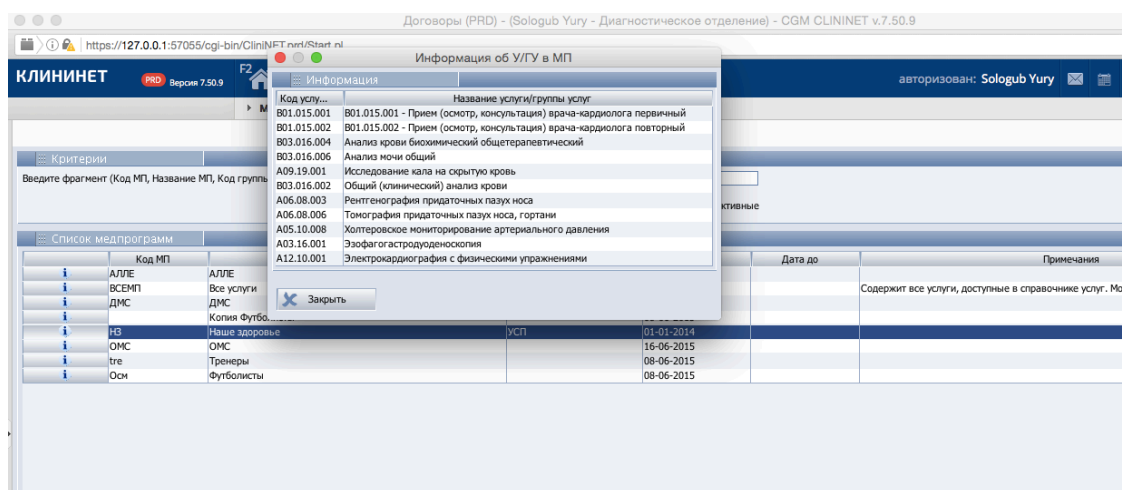 Договоры (PRD) - (Sologub Yury - Диагностическое отделение) - CGM CLININET v.7.50.9
https://127.0.0.1:57055/cgi-bin/CliniNET.prd/Start.pl
КЛИНИНЕТ PRD Версия 7.50.9 F2 авторизован: Sologub Yury
Информация об У/ГУ в МП
Информация
Код услу... Название услуги/группы услуг
B01.015.001 B01.015.001 - Прием (осмотр, консультация) врача-кардиолога первичный
B01.015.002 B01.015.002 - Прием (осмотр, консультация) врача-кардиолога повторный
B03.016.004 Анализ крови биохимический общетерапевтический
B03.016.006 Анализ мочи общий
A09.19.001 Исследование кала на скрытую кровь
B03.016.002 Общий (клинический) анализ крови
A06.08.003 Рентгенография придаточных пазух носа
A06.08.006 Томография придаточных пазух носа, гортани
A05.10.008 Холтеровское мониторирование артериального давления
A03.16.001 Эзофагогастродуоденоскопия
A12.10.001 Электрокардиография с физическими упражнениями
Закрыть
Критерии
Введите фрагмент (Код МП, Название МП, Код группы
ктивные
Список медпрограмм
Код МП Дата до Примечания
i АЛЛЕ АЛЛЕ
i ВСЕМП Все услуги Содержит все услуги, доступные в справочнике услуг. Мо
i ДМС ДМС
i Копия Футбо
i НЗ Наше здоровье УСП 01-01-2014
i ОМС ОМС 16-06-2015
i tre Тренеры 08-06-2015
i Осм Футболисты 08-06-2015